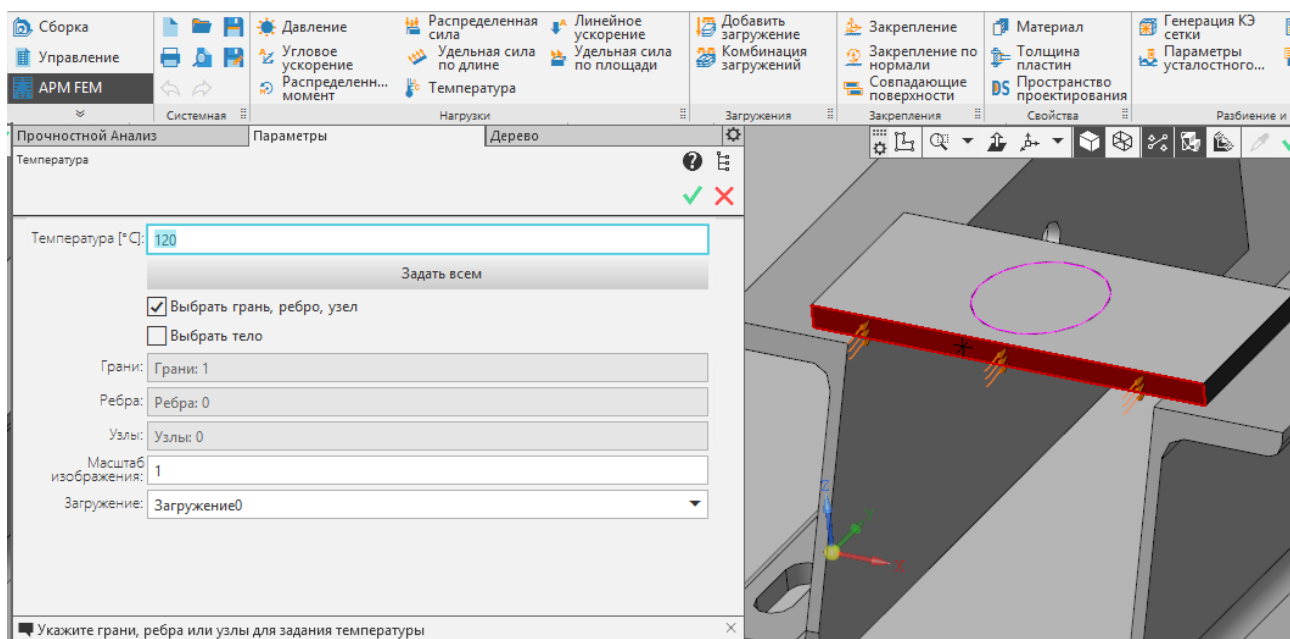 Сборка
Управление
APM FEM
Системная
Давление
Угловое
ускорение
Распределенн...
момент
Распределенная
сила
Удельная сила
по длине
Температура
Линейное
ускорение
Удельная сила
по площади
Нагрузки
Добавить
загружение
Комбинация
загружений
Загружения
Закрепление
Закрепление по
нормали
Совпадающие
поверхности
Закрепления
Материал
Толщина
пластин
DS Пространство
проектирования
Свойства
Генерация КЭ
сетки
Параметры
усталостного...
Разбиение и
Прочностной Анализ
Параметры
Дерево
Температура
Температура [°C]: 120
Задать всем
Выбрать грань, ребро, узел
Выбрать тело
Грани: Грани: 1
Ребра: Ребра: 0
Узлы: Узлы: 0
Масштаб
изображения: 1
Загружение: Загружение0
Укажите грани, ребра или узлы для задания температуры
Z
Y
X